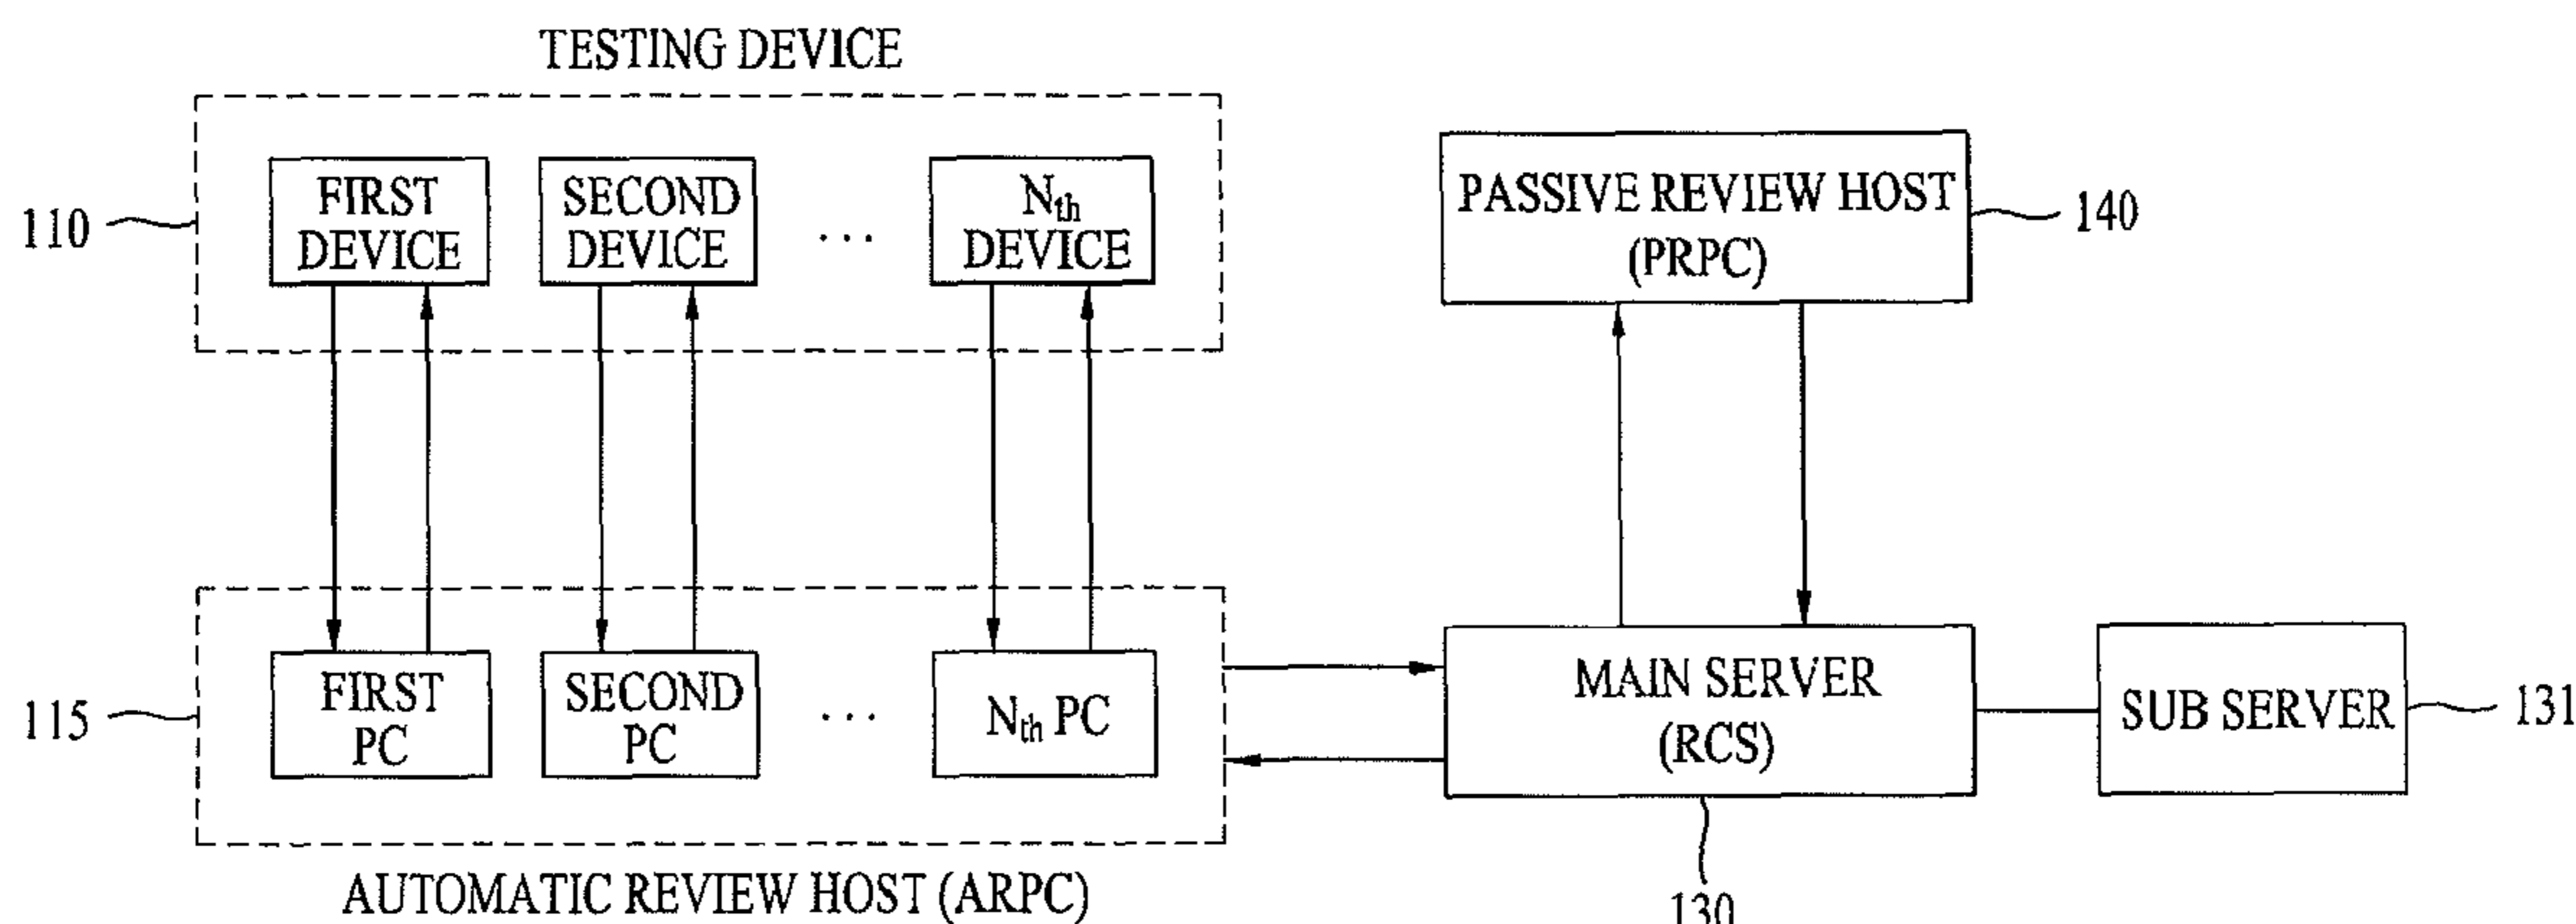 TESTING DEVICE
FIRST
DEVICE
SECOND
DEVICE
...
Nth
DEVICE
110
PASSIVE REVIEW HOST
(PRPC)
140
FIRST
PC
SECOND
PC
...
Nth PC
115
MAIN SERVER
(RCS)
SUB SERVER
131
AUTOMATIC REVIEW HOST (ARPC)
130